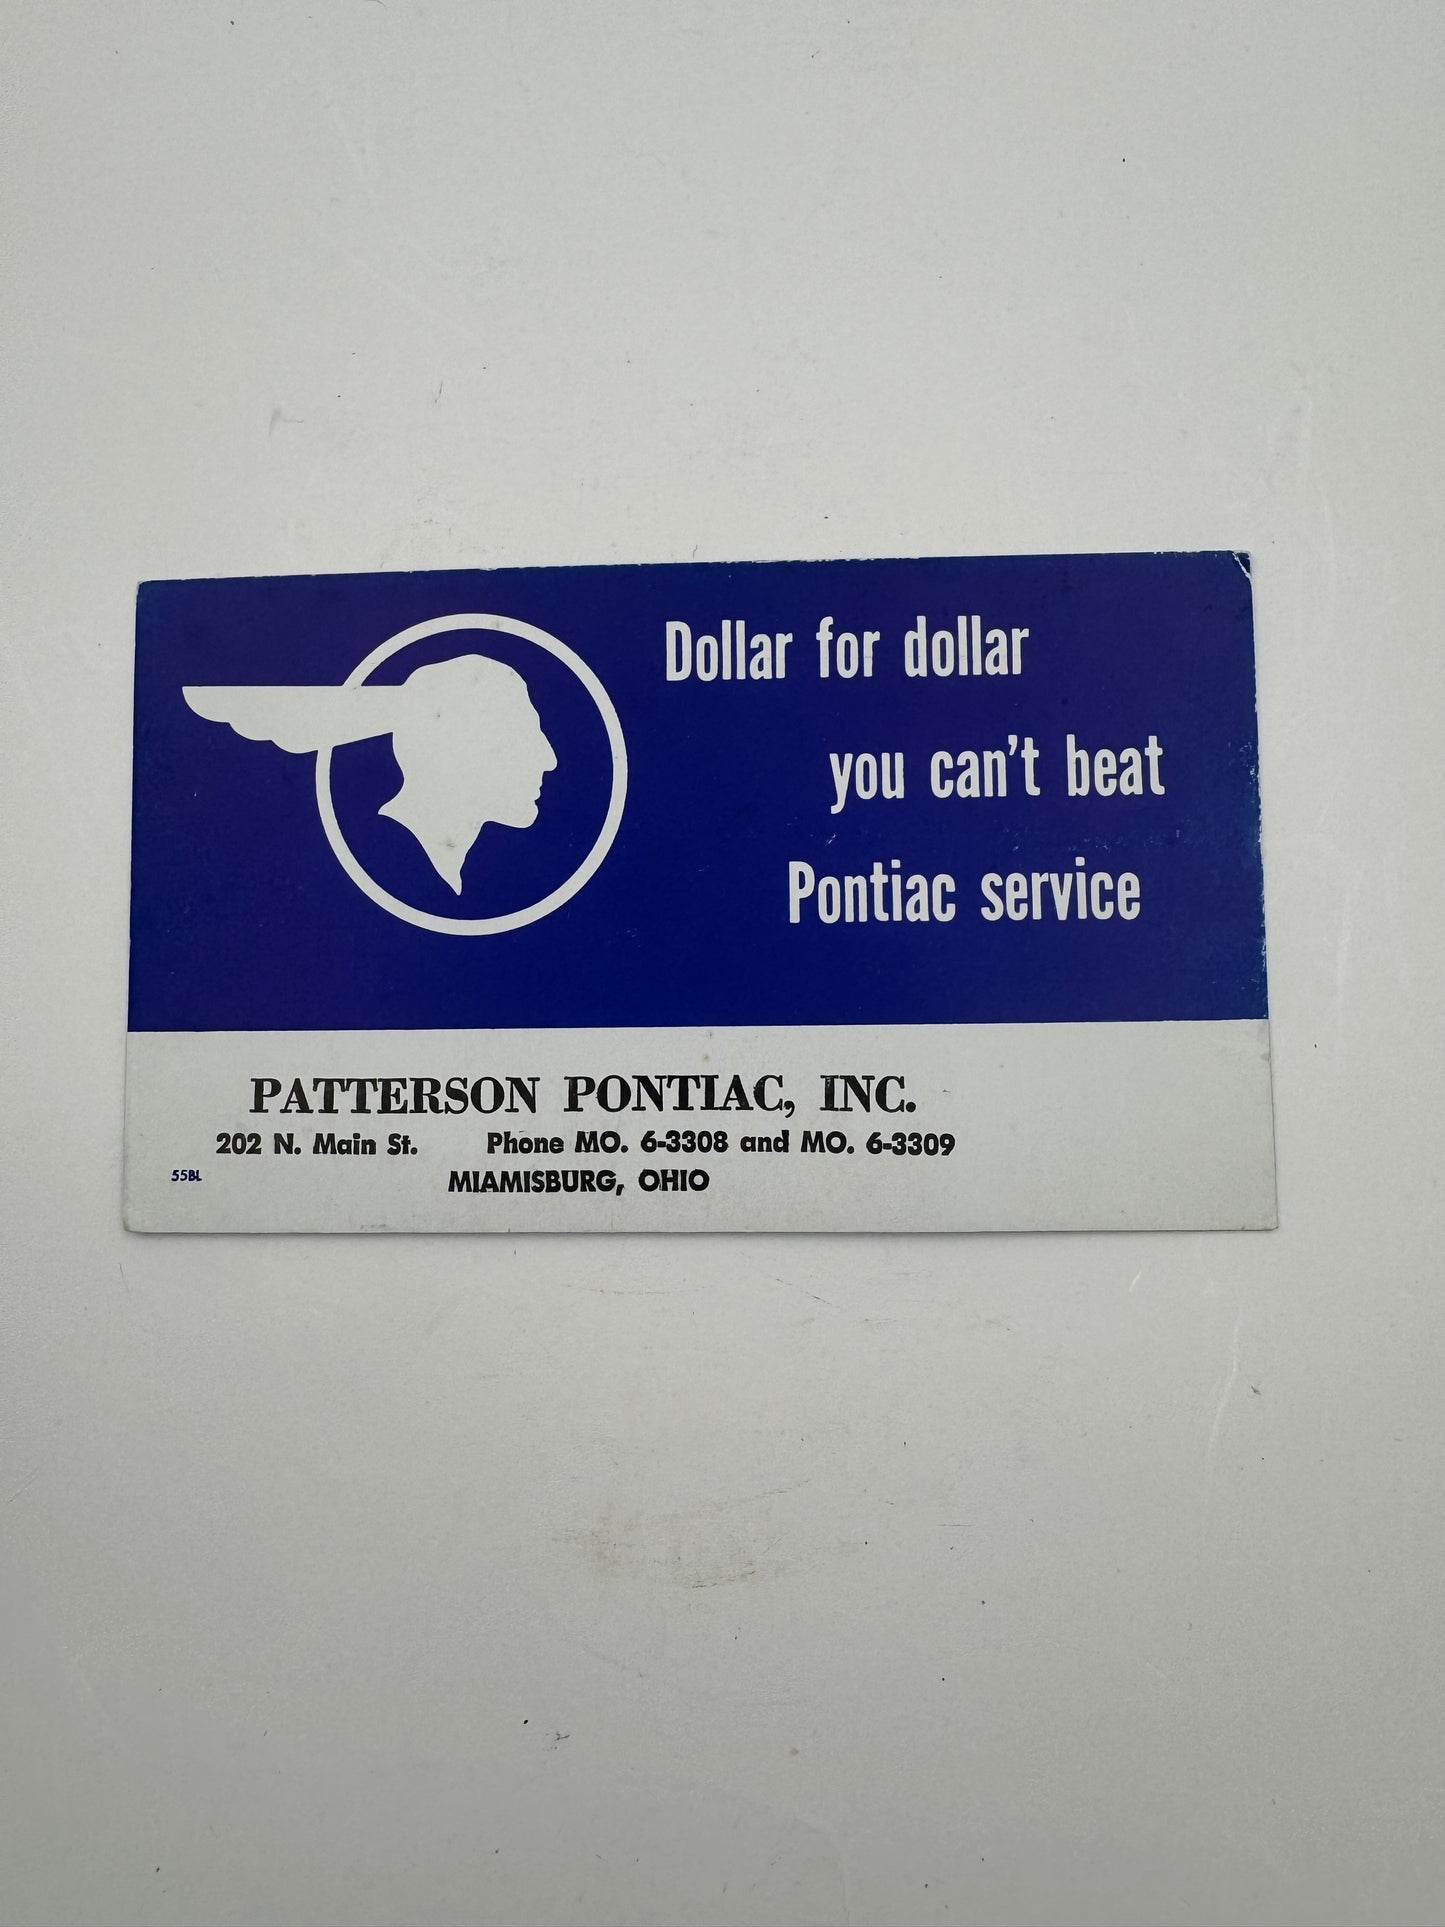 Dollar for dollar
you can't beat
Pontiac service
PATTERSON PONTIAC, INC.
202 N. Main St. Phone MO. 6-3308 and MO. 6-3309
55BL
MIAMISBURG, OHIO